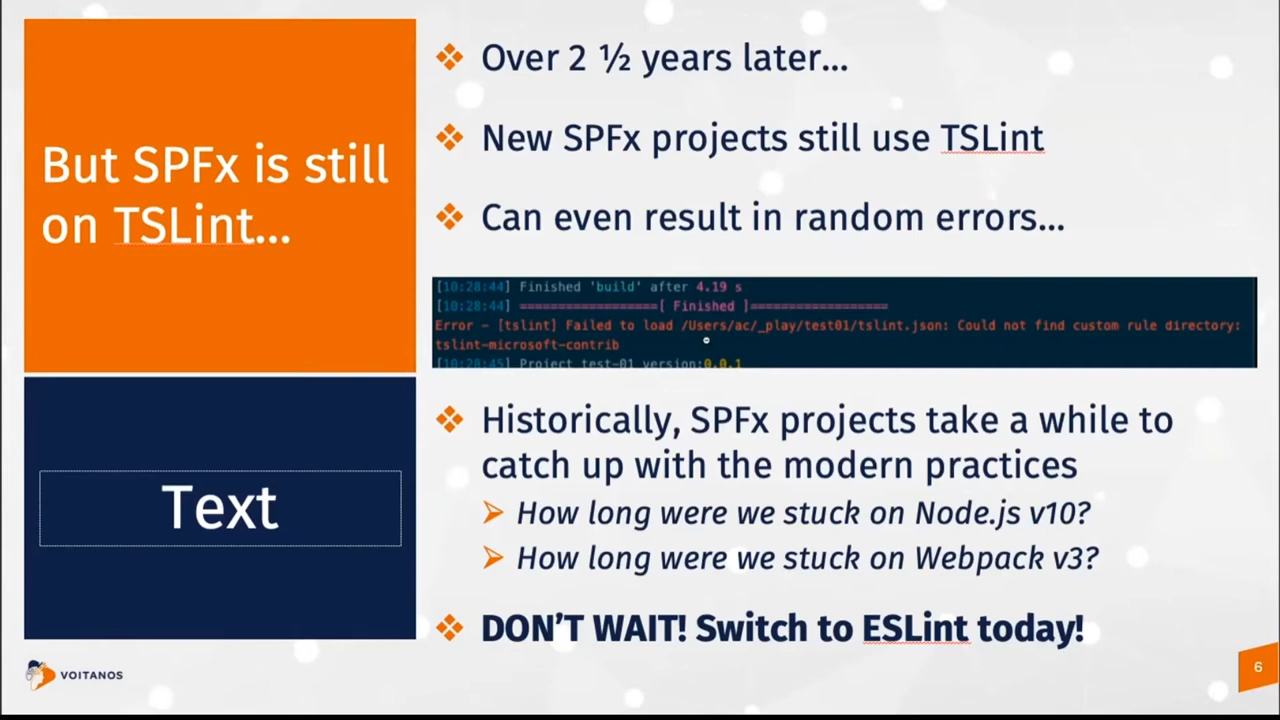 But SPFx is still
on TSLint...
Text
Over 2 ½ years later...
New SPFx projects still use TSLint
Can even result in random errors...
[10:28:44] Finished 'build' after 4.19 s
[10:28:44] ==================[ Finished ]==================
Error - [tslint] Failed to load /Users/ac/_play/test01/tslint.json: Could not find custom rule directory:
tslint-microsoft-contrib
[10:28:45] Project test-01 version:0.0.1
Historically, SPFx projects take a while to
catch up with the modern practices
How long were we stuck on Node.js v10?
How long were we stuck on Webpack v3?
DON'T WAIT! Switch to ESLint today!
VOITANOS
6